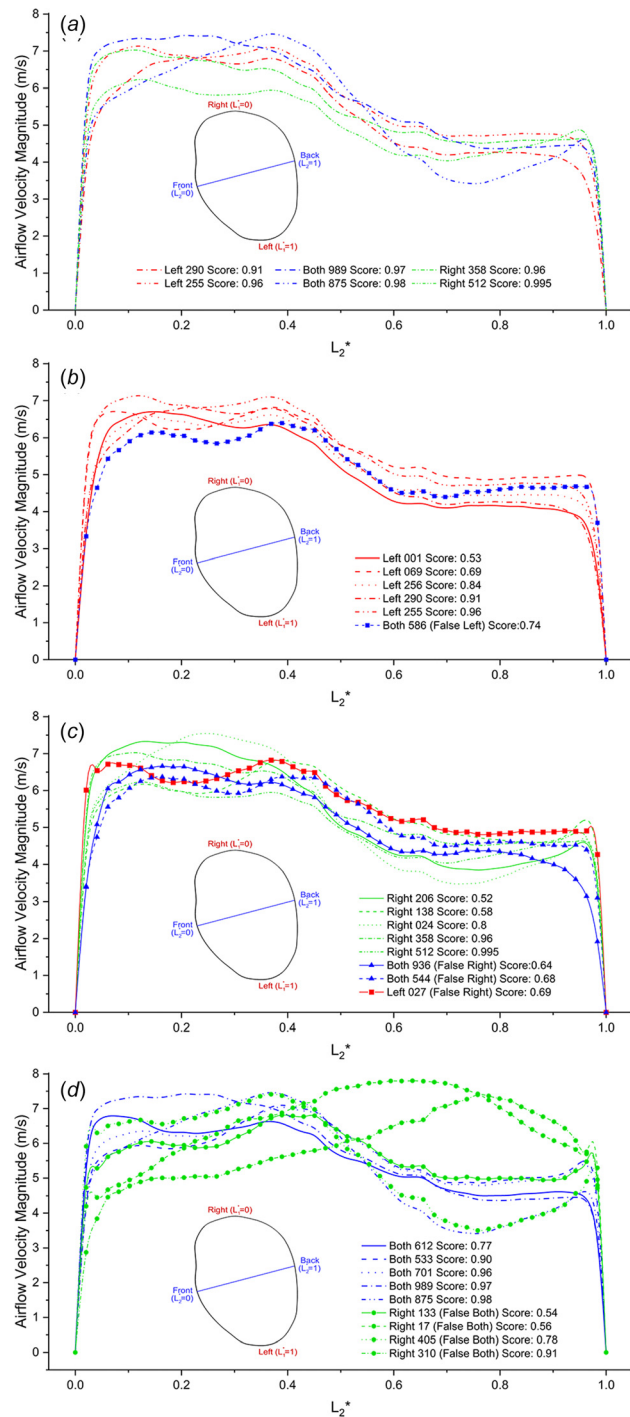 (a)
8
7
6
5
4
3
2
1
0
Airflow Velocity Magnitude (m/s)
Right (L₁*=0)
Back
(L₂=1)
Front
(L₂=0)
Left (L₁*=1)
Left 290 Score: 0.91
Left 255 Score: 0.96
Both 989 Score: 0.97
Both 875 Score: 0.98
Right 358 Score: 0.96
Right 512 Score: 0.995
0.0 0.2 0.4 0.6 0.8 1.0
L₂*
(b)
8
7
6
5
4
3
2
1
0
Airflow Velocity Magnitude (m/s)
Right (L₁*=0)
Back
(L₂=1)
Front
(L₂=0)
Left (L₁*=1)
Left 001 Score: 0.53
Left 069 Score: 0.69
Left 256 Score: 0.84
Left 290 Score: 0.91
Left 255 Score: 0.96
Both 586 (False Left) Score:0.74
0.0 0.2 0.4 0.6 0.8 1.0
L₂*
(c)
8
7
6
5
4
3
2
1
0
Airflow Velocity Magnitude (m/s)
Right (L₁*=0)
Back
(L₂=1)
Front
(L₂=0)
Left (L₁*=1)
Right 206 Score: 0.52
Right 138 Score: 0.58
Right 024 Score: 0.8
Right 358 Score: 0.96
Right 512 Score: 0.995
Both 936 (False Right) Score:0.64
Both 544 (False Right) Score: 0.68
Left 027 (False Right) Score: 0.69
0.0 0.2 0.4 0.6 0.8 1.0
L₂*
(d)
8
7
6
5
4
3
2
1
0
Airflow Velocity Magnitude (m/s)
Right (L₁*=0)
Back
(L₂=1)
Front
(L₂=0)
Left (L₁*=1)
Both 612 Score: 0.77
Both 533 Score: 0.90
Both 701 Score: 0.96
Both 989 Score: 0.97
Both 875 Score: 0.98
Right 133 (False Both) Score: 0.54
Right 17 (False Both) Score: 0.56
Right 405 (False Both) Score: 0.78
Right 310 (False Both) Score: 0.91
0.0 0.2 0.4 0.6 0.8 1.0
L₂*